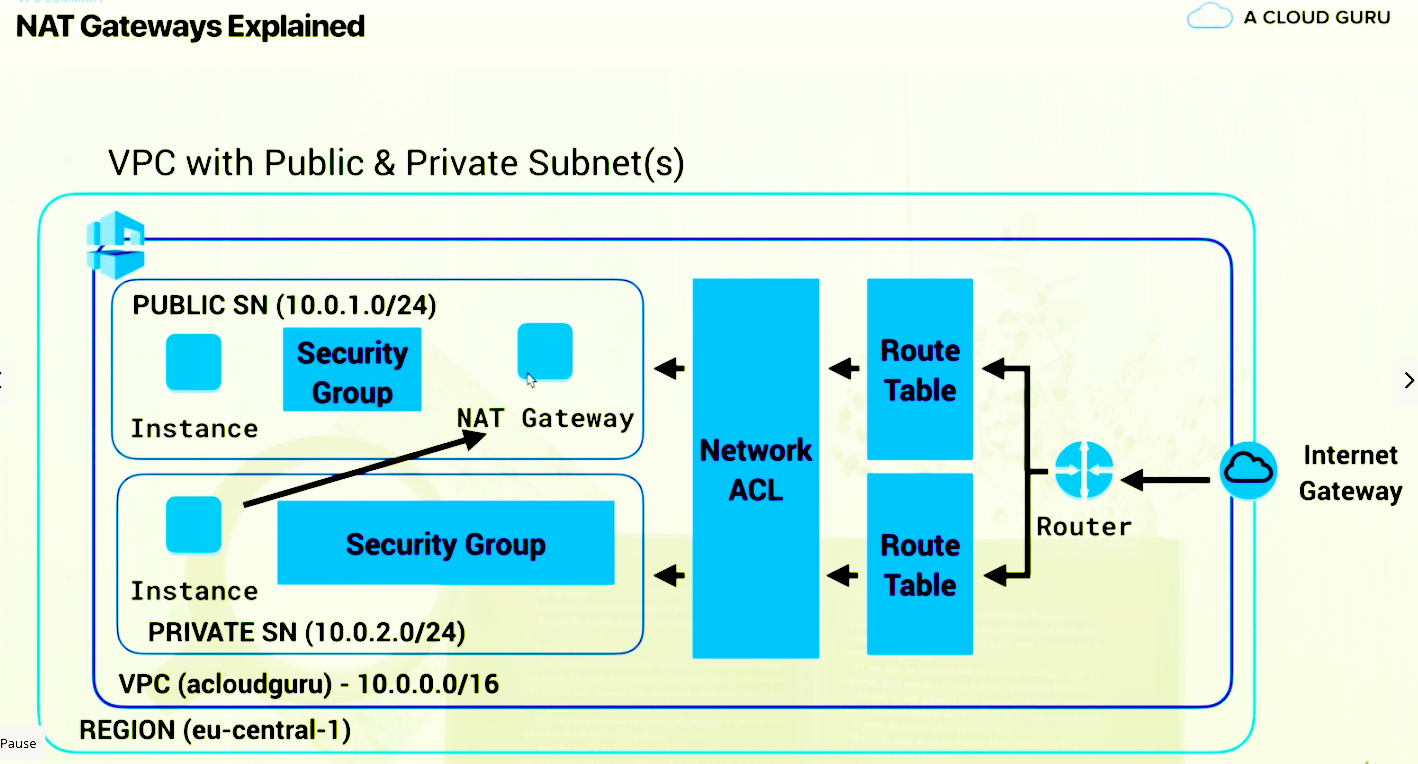 NAT Gateways Explained
A CLOUD GURU
VPC with Public & Private Subnet(s)
PUBLIC SN (10.0.1.0/24)
Security
Group
Instance
NAT Gateway
Instance
Security Group
PRIVATE SN (10.0.2.0/24)
Network
ACL
Route
Table
Route
Table
Router
Internet
Gateway
VPC (acloudguru) - 10.0.0.0/16
REGION (eu-central-1)
Pause